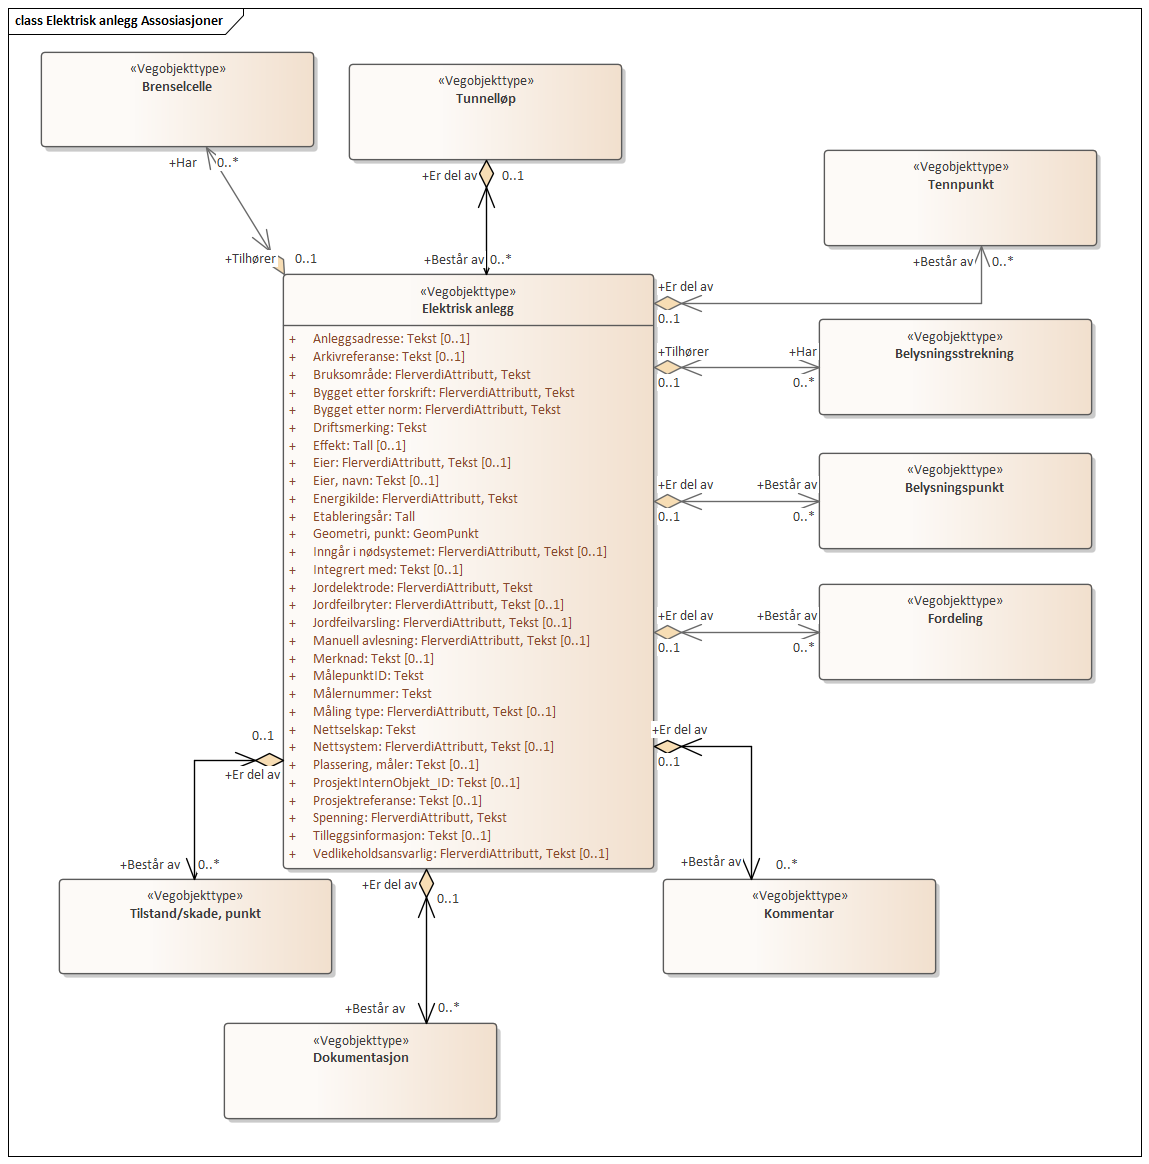 class Elektrisk anlegg Assosiasjoner
«Vegobjekttype»
Brenselcelle
«Vegobjekttype»
Tunnelløp
+Har 0..*
+Er del av 0..1
«Vegobjekttype»
Tennpunkt
+Består av 0..*
+Tilhører 0..1
+Består av 0..*
«Vegobjekttype»
Elektrisk anlegg
+ Anleggsadresse: Tekst [0..1]
+ Arkivreferanse: Tekst [0..1]
+ Bruksområde: FlerverdiAttributt, Tekst
+ Bygget etter forskrift: FlerverdiAttributt, Tekst
+ Bygget etter norm: FlerverdiAttributt, Tekst
+ Driftsmerking: Tekst
+ Effekt: Tall [0..1]
+ Eier: FlerverdiAttributt, Tekst [0..1]
+ Eier, navn: Tekst [0..1]
+ Energikilde: FlerverdiAttributt, Tekst
+ Etableringsår: Tall
+ Geometri, punkt: GeomPunkt
+ Inngår i nødsystemet: FlerverdiAttributt, Tekst [0..1]
+ Integrert med: Tekst [0..1]
+ Jordelektrode: FlerverdiAttributt, Tekst
+ Jordfeilbryter: FlerverdiAttributt, Tekst [0..1]
+ Jordfeilvarsling: FlerverdiAttributt, Tekst [0..1]
+ Manuell avlesning: FlerverdiAttributt, Tekst [0..1]
+ Merknad: Tekst [0..1]
+ MålepunktID: Tekst
+ Målernummer: Tekst
+ Måling type: FlerverdiAttributt, Tekst [0..1]
+ Nettselskap: Tekst
+ Nettsystem: FlerverdiAttributt, Tekst [0..1]
+ Plassering, måler: Tekst [0..1]
+ ProsjektInternObjekt_ID: Tekst [0..1]
+ Prosjektreferanse: Tekst [0..1]
+ Spenning: FlerverdiAttributt, Tekst
+ Tilleggsinformasjon: Tekst [0..1]
+ Vedlikeholdsansvarlig: FlerverdiAttributt, Tekst [0..1]
+Er del av
0..1
+Tilhører +Har
0..1 0..*
«Vegobjekttype»
Belysningsstrekning
+Er del av +Består av
0..1 0..*
«Vegobjekttype»
Belysningspunkt
+Er del av +Består av
0..1 0..*
«Vegobjekttype»
Fordeling
+Er del av
0..1
+Består av 0..*
«Vegobjekttype»
Kommentar
0..1
+Er del av
+Består av 0..*
«Vegobjekttype»
Tilstand/skade, punkt
+Er del av
0..1
+Består av 0..*
«Vegobjekttype»
Dokumentasjon